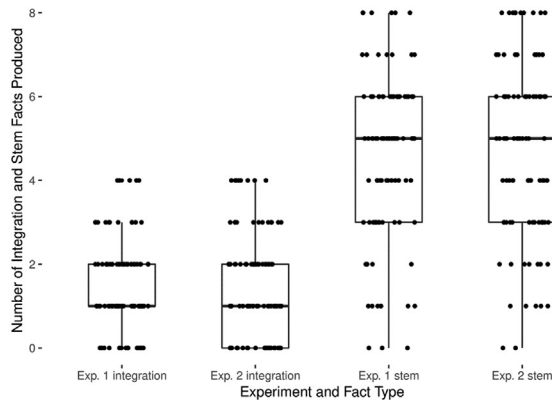 Number of Integration and Stem Facts Produced
8
6
4
2
0
Exp. 1 integration
Exp. 2 integration
Exp. 1 stem
Exp. 2 stem
Experiment and Fact Type